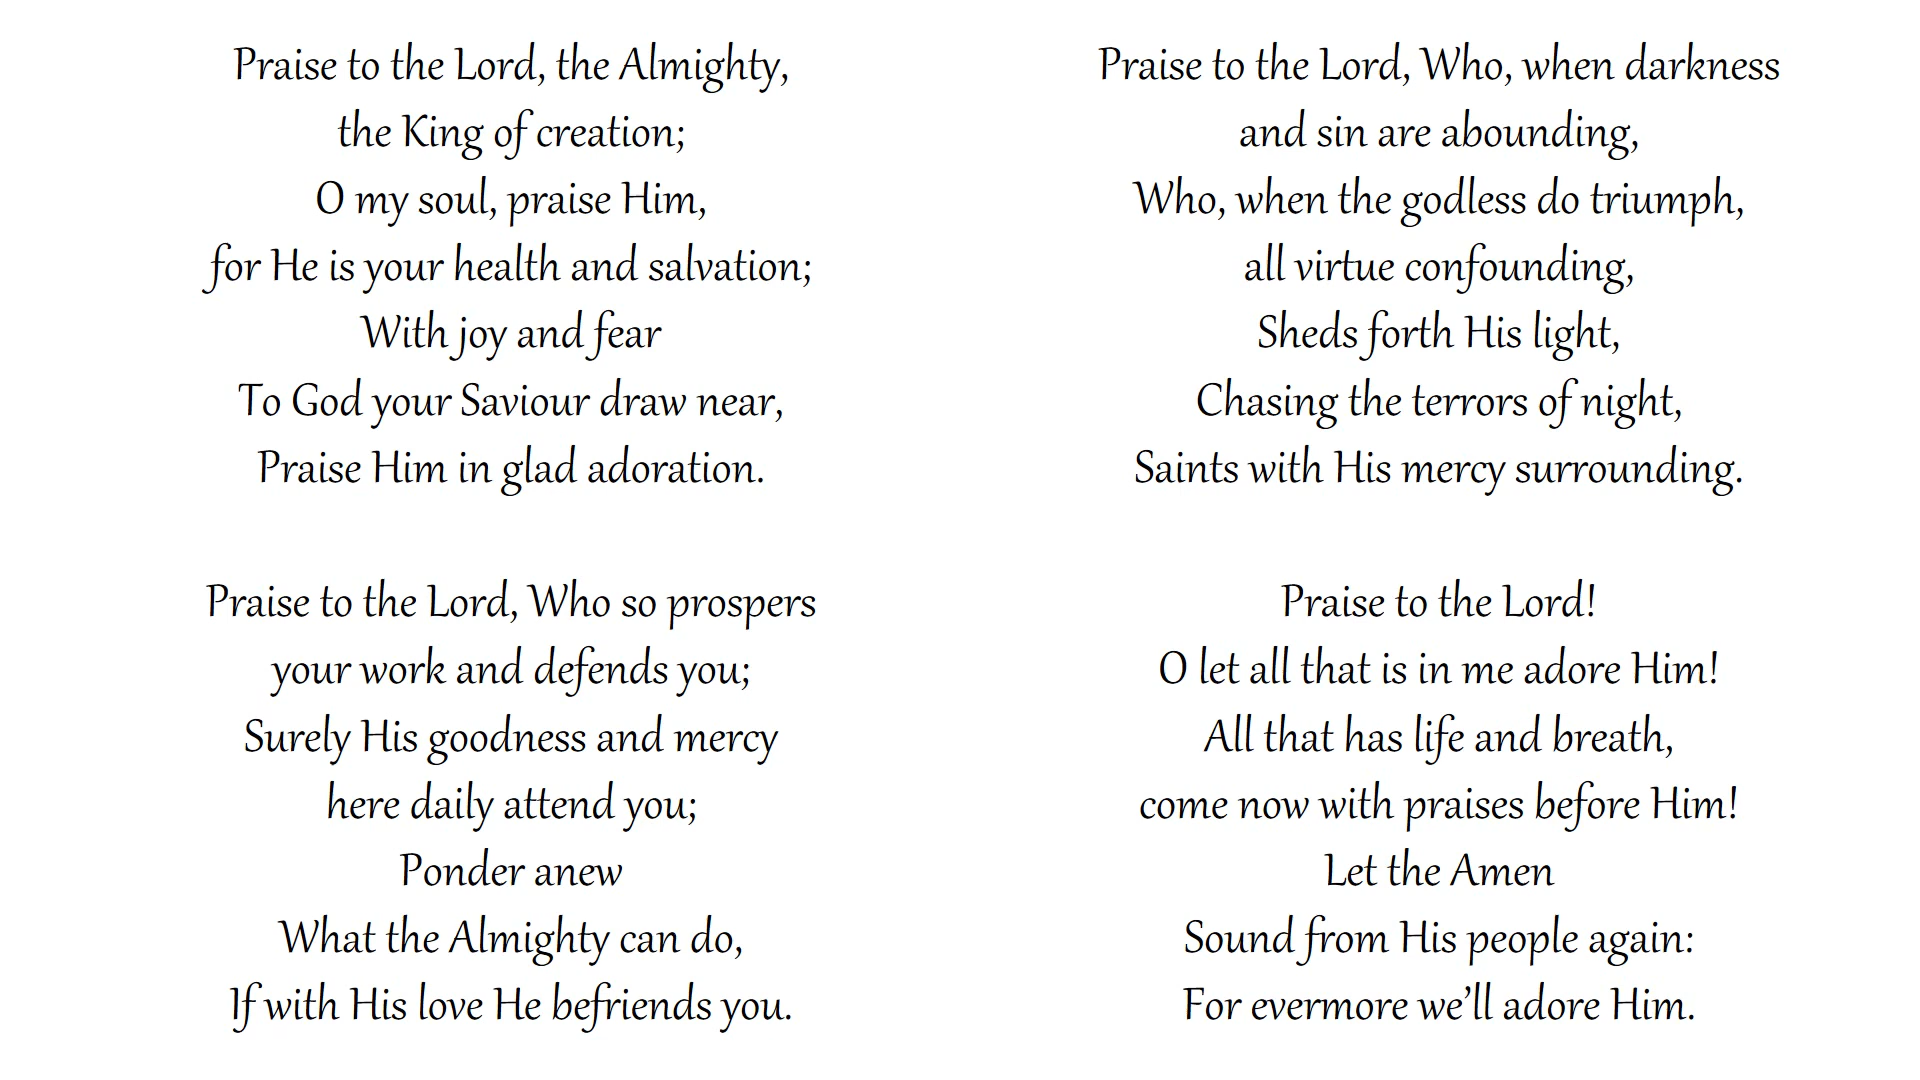 Praise to the Lord, the Almighty,
the King of creation;
O my soul, praise Him,
for He is your health and salvation;
With joy and fear
To God your Saviour draw near,
Praise Him in glad adoration.
Praise to the Lord, Who so prospers
your work and defends you;
Surely His goodness and mercy
here daily attend you;
Ponder anew
What the Almighty can do,
If with His love He befriends you.
Praise to the Lord, Who, when darkness
and sin are abounding,
Who, when the godless do triumph,
all virtue confounding,
Sheds forth His light,
Chasing the terrors of night,
Saints with His mercy surrounding.
Praise to the Lord!
O let all that is in me adore Him!
All that has life and breath,
come now with praises before Him!
Let the Amen
Sound from His people again:
For evermore we’ll adore Him.